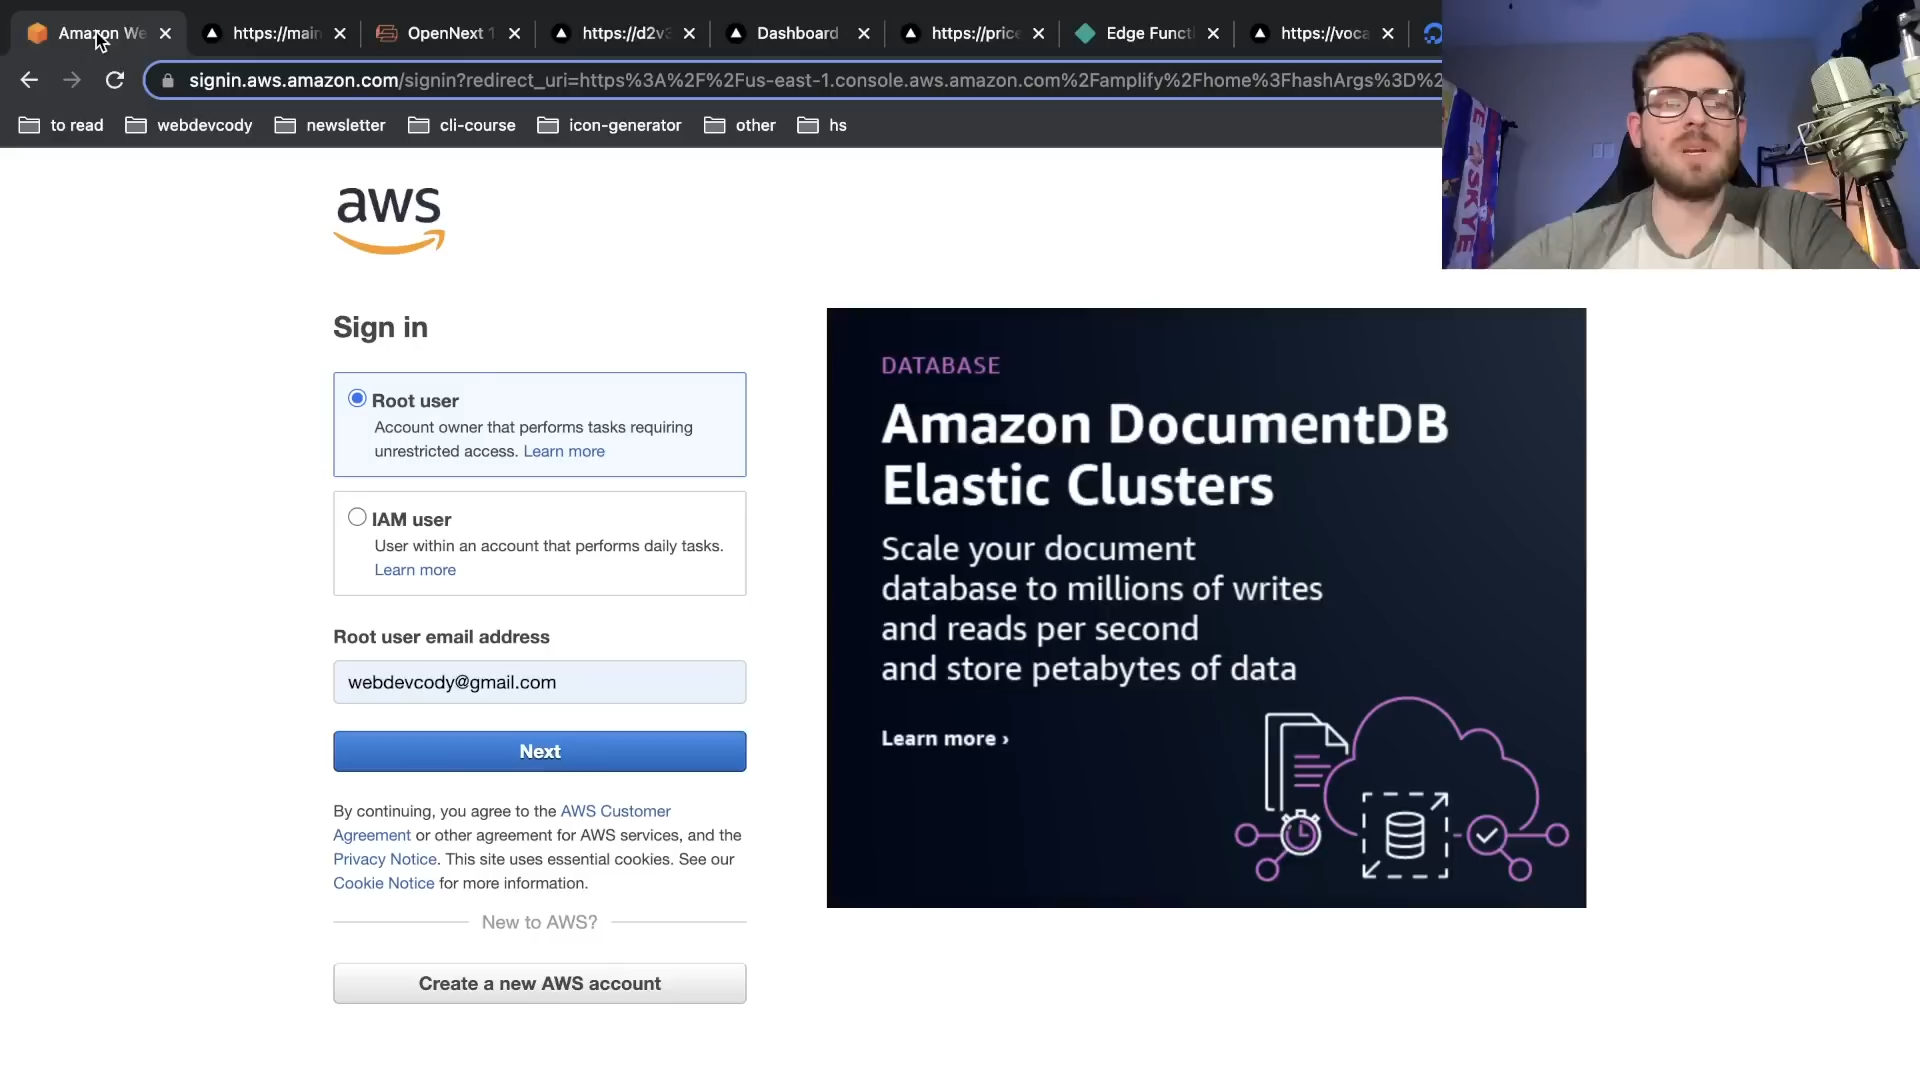 Amazon We
https://main
OpenNext 1
https://d2v3
Dashboard
https://price
Edge Funct
https://voca
signin.aws.amazon.com/signin?redirect_uri=https%3A%2F%2Fus-east-1.console.aws.amazon.com%2Famplify%2Fhome%3FhashArgs%3D%2
to read
webdevcody
newsletter
cli-course
icon-generator
other
hs
SKYE
aws
Sign in
Root user
Account owner that performs tasks requiring
unrestricted access. Learn more
IAM user
User within an account that performs daily tasks.
Learn more
Root user email address
webdevcody@gmail.com
Next
By continuing, you agree to the AWS Customer
Agreement or other agreement for AWS services, and the
Privacy Notice. This site uses essential cookies. See our
Cookie Notice for more information.
New to AWS?
Create a new AWS account
DATABASE
Amazon DocumentDB
Elastic Clusters
Scale your document
database to millions of writes
and reads per second
and store petabytes of data
Learn more ›